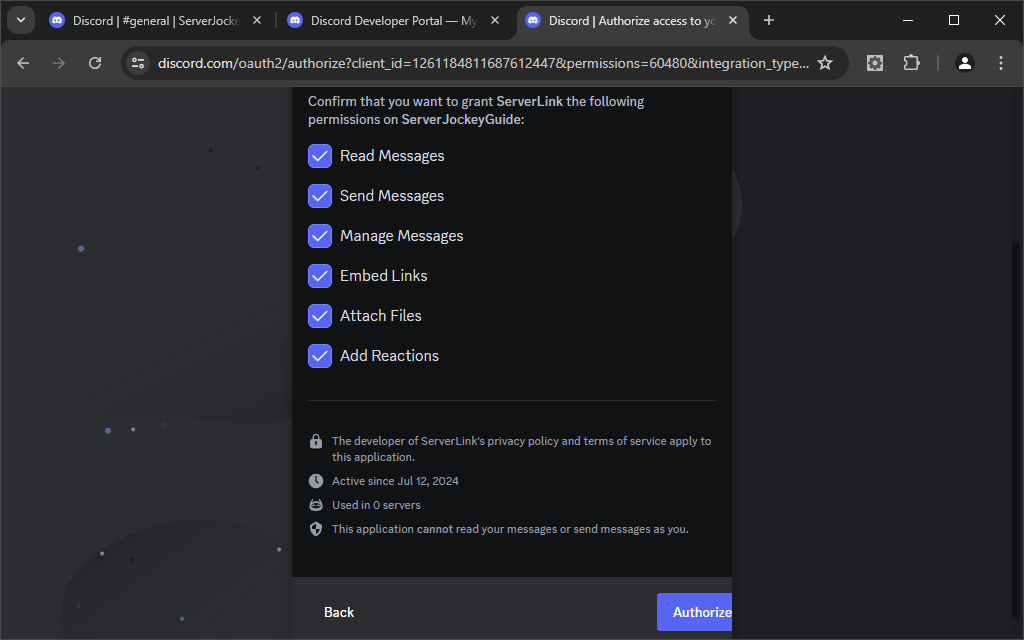 Discord | #general | ServerJocke
Discord Developer Portal — My
Discord | Authorize access to yo
discord.com/oauth2/authorize?client_id=1261184811687612447&permissions=60480&integration_type...
Confirm that you want to grant ServerLink the following
permissions on ServerJockeyGuide:
Read Messages
Send Messages
Manage Messages
Embed Links
Attach Files
Add Reactions
The developer of ServerLink's privacy policy and terms of service apply to
this application.
Active since Jul 12, 2024
Used in 0 servers
This application cannot read your messages or send messages as you.
Back
Authorize